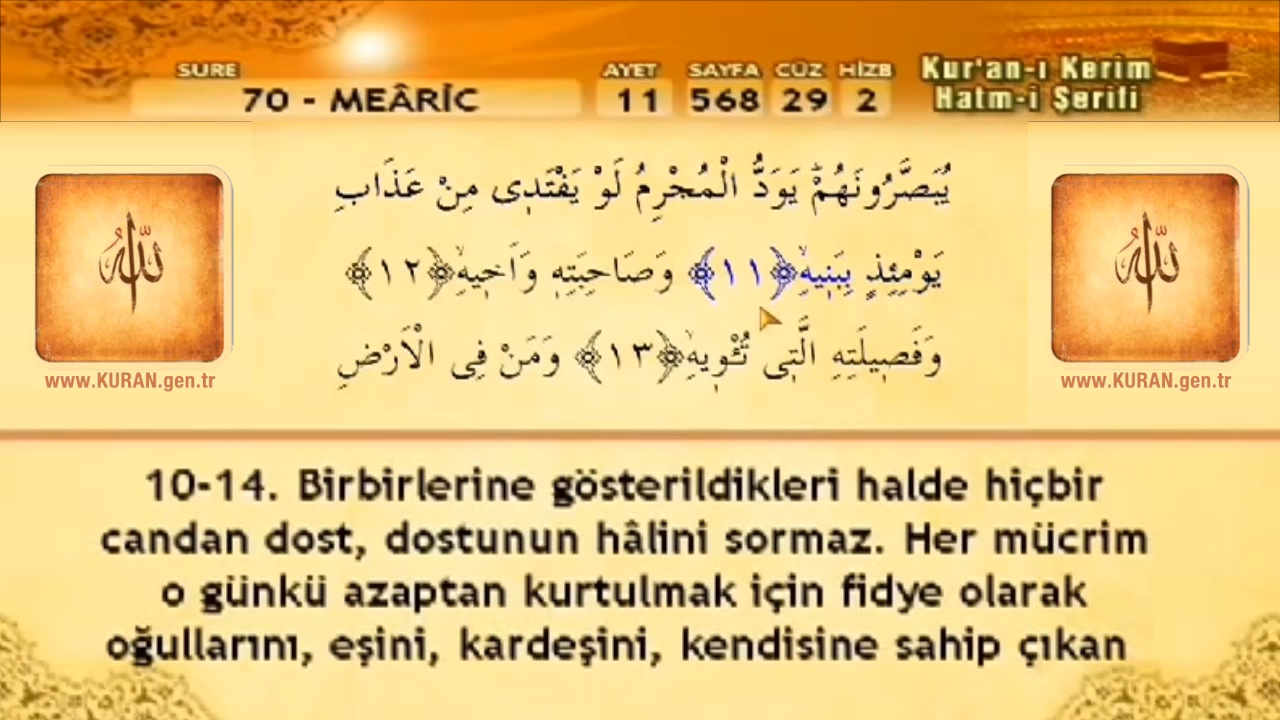 SURE AYET SAYFA CÜZ HİZB
70 - MEÂRİC 11 568 29 2
Kur'an-ı Kerim
Hatm-i Şerifi
يُبَصَّرُونَهُمْۜ يَوَدُّ الْمُجْرِمُ لَوْ يَفْتَد۪ى مِنْ عَذَابِ
يَوْمِئِذٍ بِبَن۪يهِۙ ﴿١١﴾ وَصَاحِبَتِه۪ وَاَخ۪يهِۙ ﴿١٢﴾
وَفَص۪يلَتِهِ الَّت۪ى تُـْٔو۪يهِۙ ﴿١٣﴾ وَمَنْ فِى الْاَرْضِ
الله
www.KURAN.gen.tr
الله
www.KURAN.gen.tr
10-14. Birbirlerine gösterildikleri halde hiçbir
candan dost, dostunun hâlini sormaz. Her mücrim
o günkü azaptan kurtulmak için fidye olarak
oğullarını, eşini, kardeşini, kendisine sahip çıkan